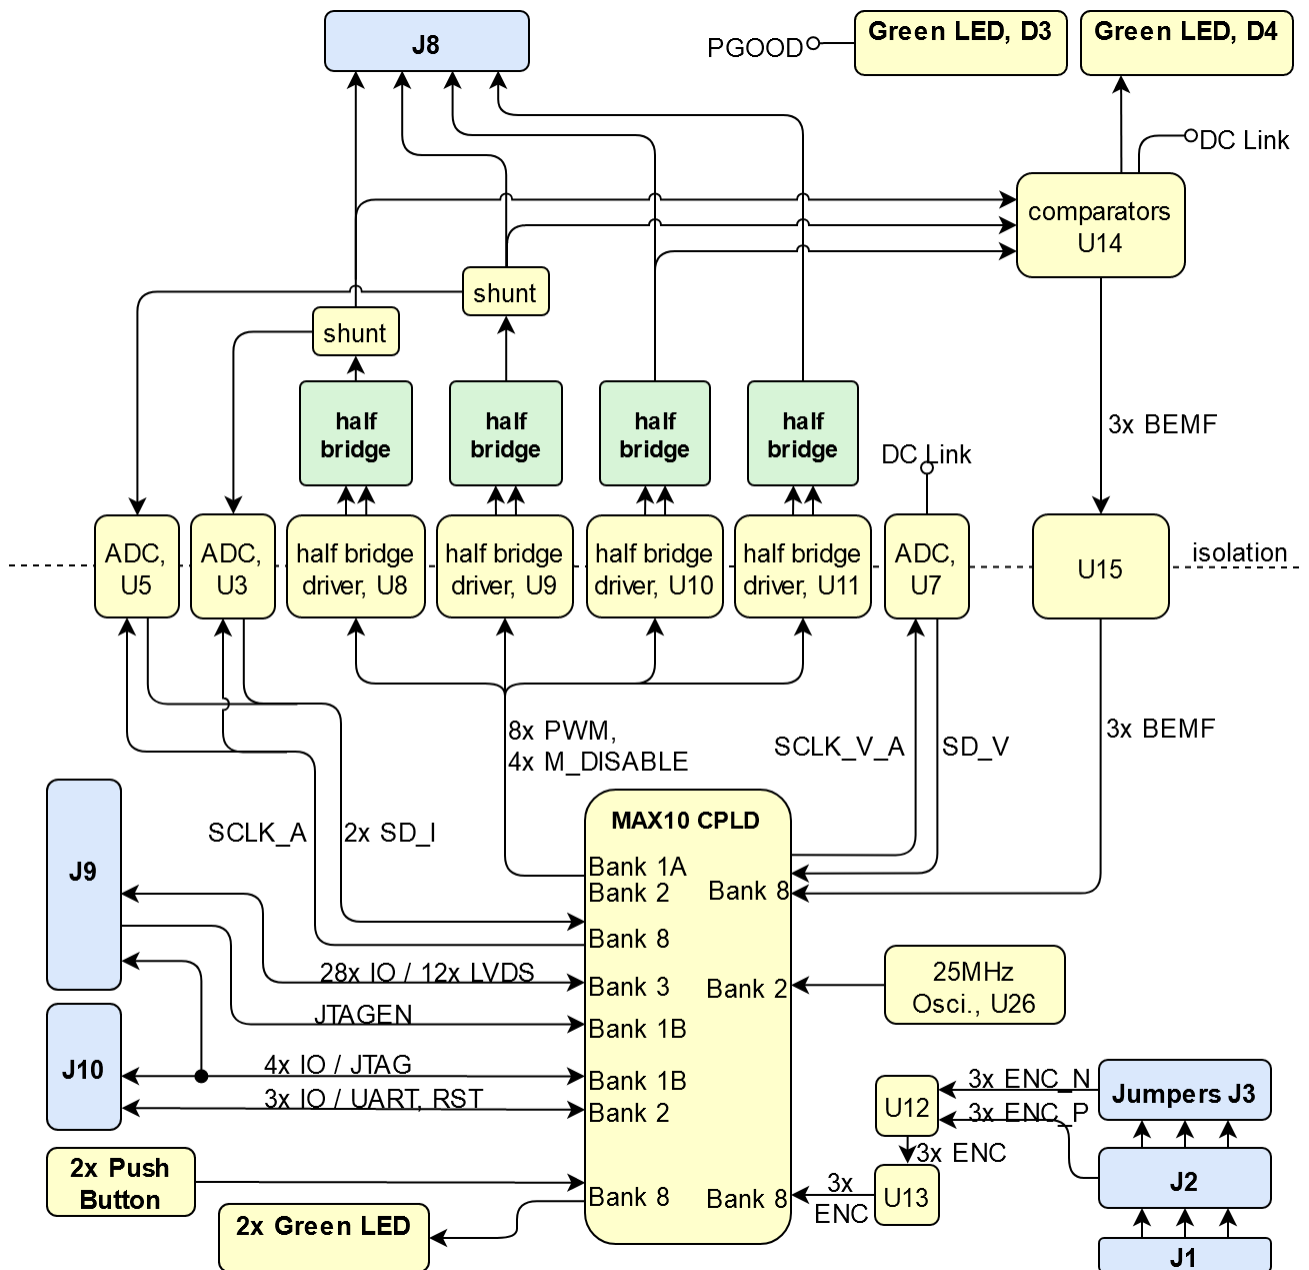 J8
PGOOD
Green LED, D3
Green LED, D4
DC Link
comparators
U14
shunt
shunt
half
bridge
half
bridge
half
bridge
half
bridge
3x BEMF
DC Link
ADC,
U5
ADC,
U3
half bridge
driver, U8
half bridge
driver, U9
half bridge
driver, U10
half bridge
driver, U11
ADC,
U7
U15
isolation
8x PWM,
4x M_DISABLE
SCLK_V_A
SD_V
3x BEMF
SCLK_A
2x SD_I
MAX10 CPLD
Bank 1A
Bank 2
Bank 8
Bank 8
J9
28x IO / 12x LVDS
Bank 3
Bank 2
25MHz
Osci., U26
JTAGEN
Bank 1B
J10
4x IO / JTAG
Bank 1B
3x IO / UART, RST
Bank 2
U12
3x ENC_N
3x ENC_P
Jumpers J3
3x ENC
J2
2x Push
Button
Bank 8
Bank 8
3x
ENC
U13
2x Green LED
J1